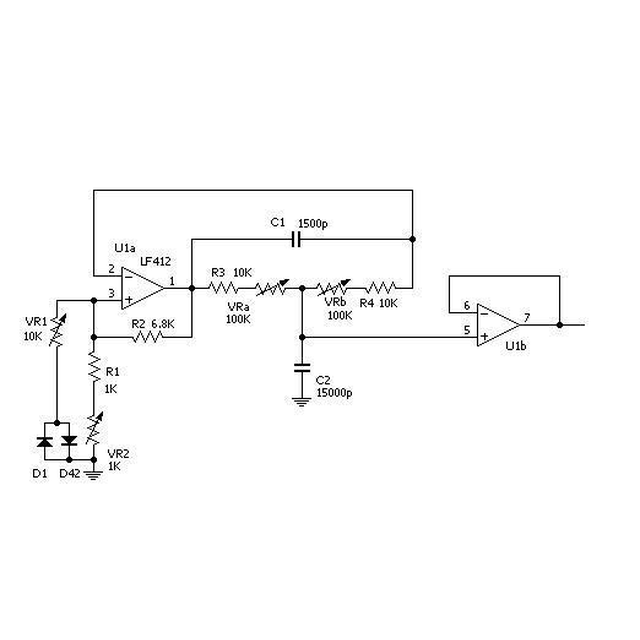 C1 1500p
U1a
LF412
2
1
3
R3 10K
VRa
100K
VRb
100K
R4 10K
6
7
5
U1b
VR1
10K
R2 6.8K
R1
1K
C2
15000p
VR2
1K
D1 D42